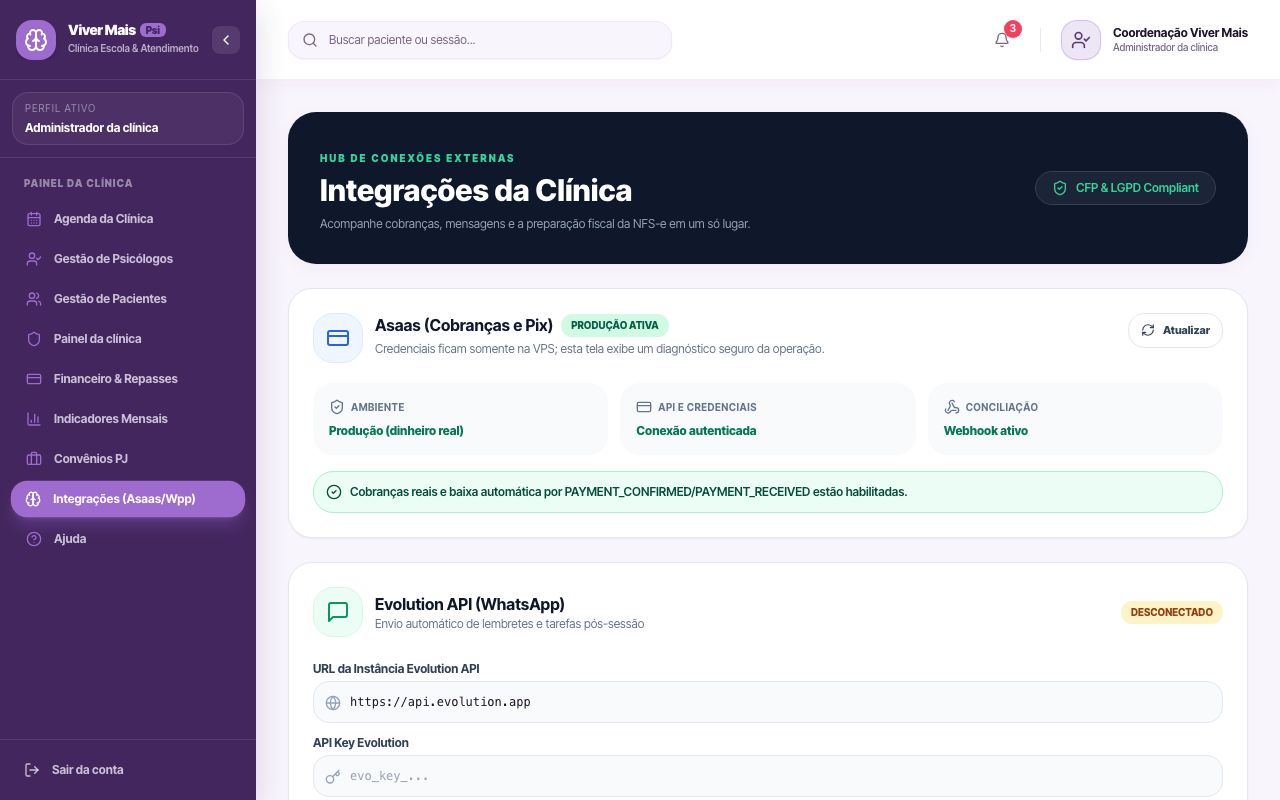 Viver Mais Psi
Clínica Escola & Atendimento
PERFIL ATIVO
Administrador da clínica
PAINEL DA CLÍNICA
Agenda da Clínica
Gestão de Psicólogos
Gestão de Pacientes
Painel da clínica
Financeiro & Repasses
Indicadores Mensais
Convênios PJ
Integrações (Asaas/Wpp)
Ajuda
Sair da conta
Buscar paciente ou sessão...
3
Coordenação Viver Mais
Administrador da clínica
HUB DE CONEXÕES EXTERNAS
Integrações da Clínica
Acompanhe cobranças, mensagens e a preparação fiscal da NFS-e em um só lugar.
CFP & LGPD Compliant
Asaas (Cobranças e Pix) PRODUÇÃO ATIVA
Credenciais ficam somente na VPS; esta tela exibe um diagnóstico seguro da operação.
Atualizar
AMBIENTE
Produção (dinheiro real)
API E CREDENCIAIS
Conexão autenticada
CONCILIAÇÃO
Webhook ativo
Cobranças reais e baixa automática por PAYMENT_CONFIRMED/PAYMENT_RECEIVED estão habilitadas.
Evolution API (WhatsApp)
Envio automático de lembretes e tarefas pós-sessão
DESCONECTADO
URL da Instância Evolution API
https://api.evolution.app
API Key Evolution
evo_key_...